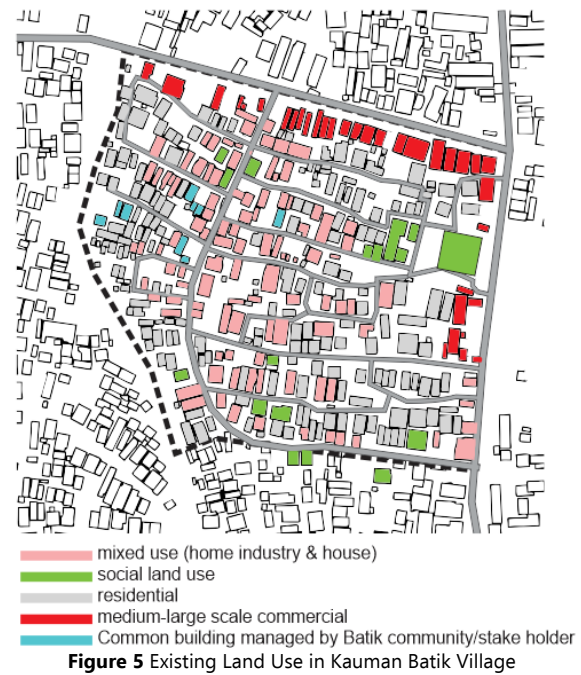 mixed use (home industry & house)
social land use
residential
medium-large scale commercial
Common building managed by Batik community/stake holder
Figure 5 Existing Land Use in Kauman Batik Village